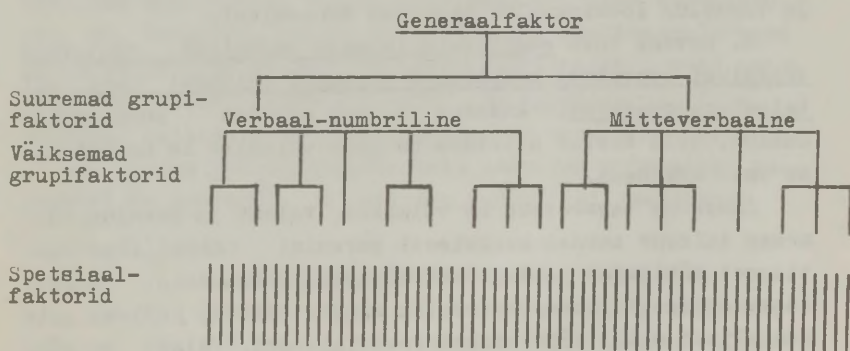 Generaalfaktor
Suuremad grupi-
faktorid
Verbaal-numbriline
Mitteverbaalne
Väiksemad
grupifaktorid
Spetsiaal-
faktorid